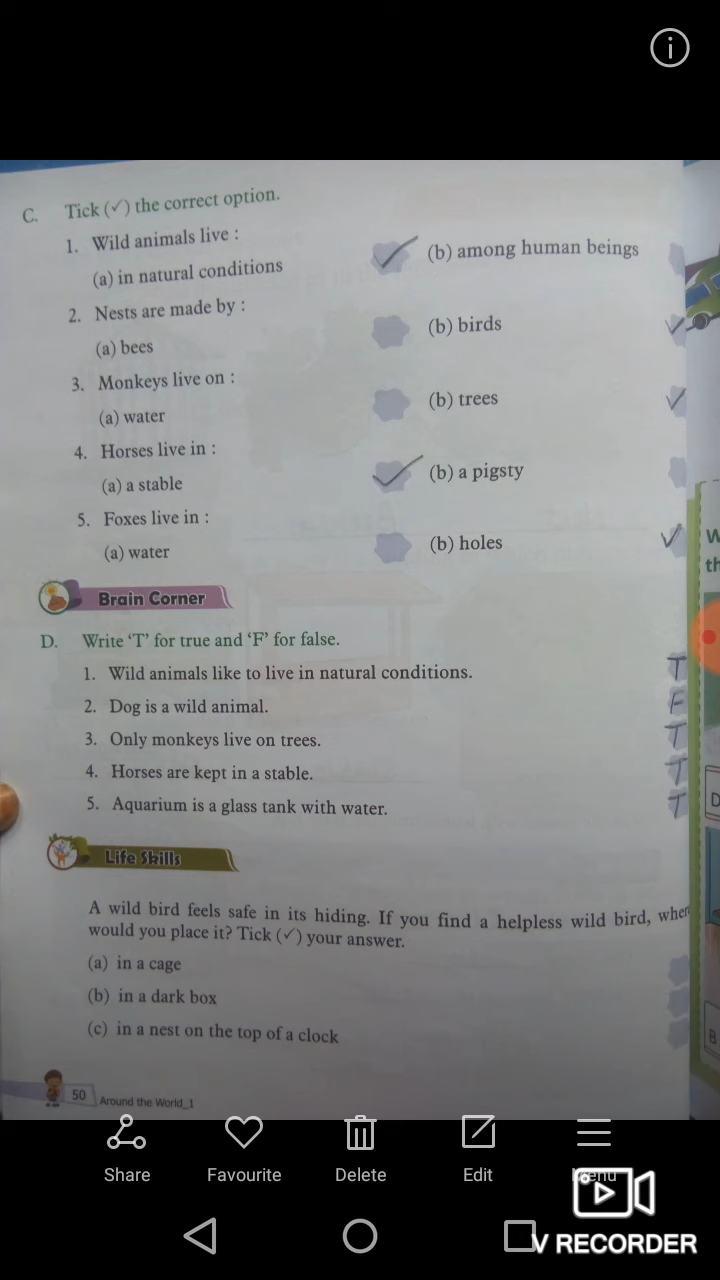 C. Tick (✓) the correct option.
1. Wild animals live :
(a) in natural conditions ✓ (b) among human beings
2. Nests are made by :
(a) bees (b) birds ✓
3. Monkeys live on :
(a) water (b) trees ✓
4. Horses live in :
(a) a stable ✓ (b) a pigsty
5. Foxes live in :
(a) water (b) holes ✓
Brain Corner
D. Write ‘T’ for true and ‘F’ for false.
1. Wild animals like to live in natural conditions. T
2. Dog is a wild animal. F
3. Only monkeys live on trees. T
4. Horses are kept in a stable. T
5. Aquarium is a glass tank with water. T
Life Skills
A wild bird feels safe in its hiding. If you find a helpless wild bird,
would you place it? Tick (✓) your answer.
(a) in a cage
(b) in a dark box
(c) in a nest on the top of a clock
50 Around the World_1
Share Favourite Delete Edit Menu
V RECORDER